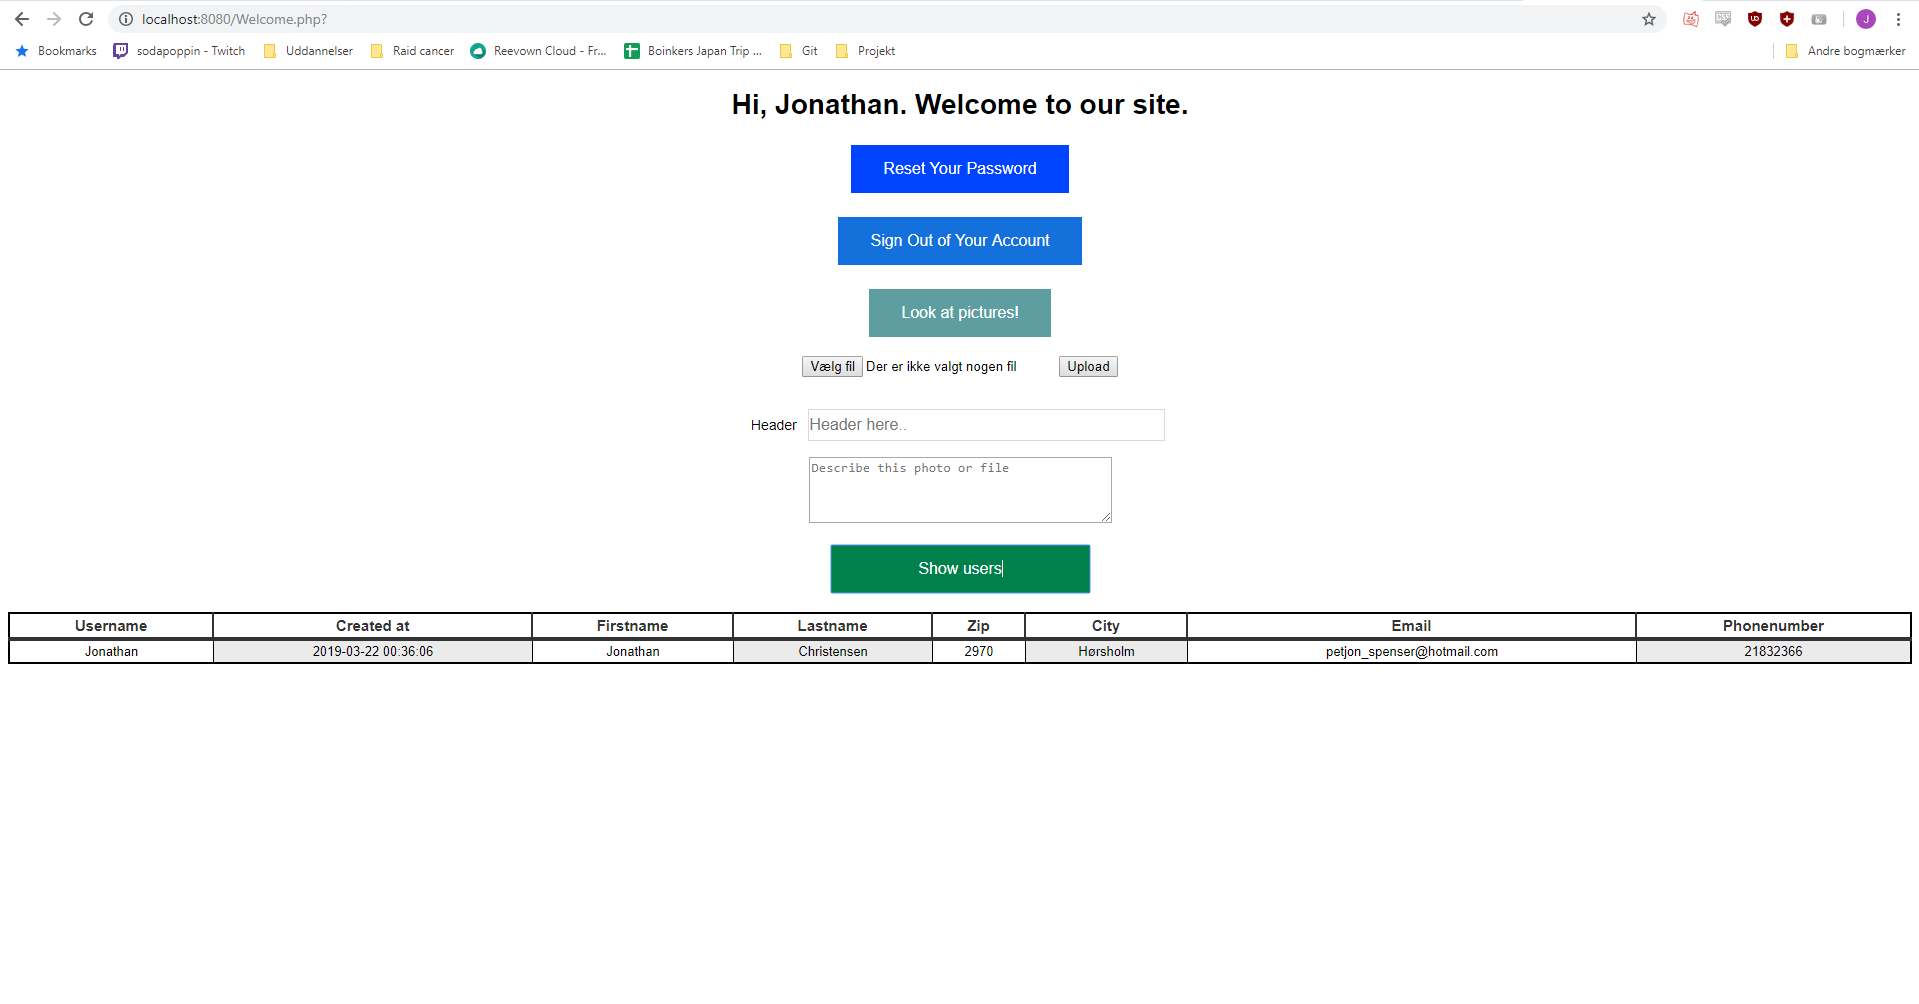 localhost:8080/Welcome.php?
J
Bookmarks sodapoppin - Twitch Uddannelser Raid cancer Reevown Cloud - Fr... Boinkers Japan Trip ... Git Projekt Andre bogmærker
Hi, Jonathan. Welcome to our site.
Reset Your Password
Sign Out of Your Account
Look at pictures!
Vælg fil Der er ikke valgt nogen fil Upload
Header Header here..
Describe this photo or file
Show users
Username Created at Firstname Lastname Zip City Email Phonenumber
Jonathan 2019-03-22 00:36:06 Jonathan Christensen 2970 Hørsholm petjon_spenser@hotmail.com 21832366